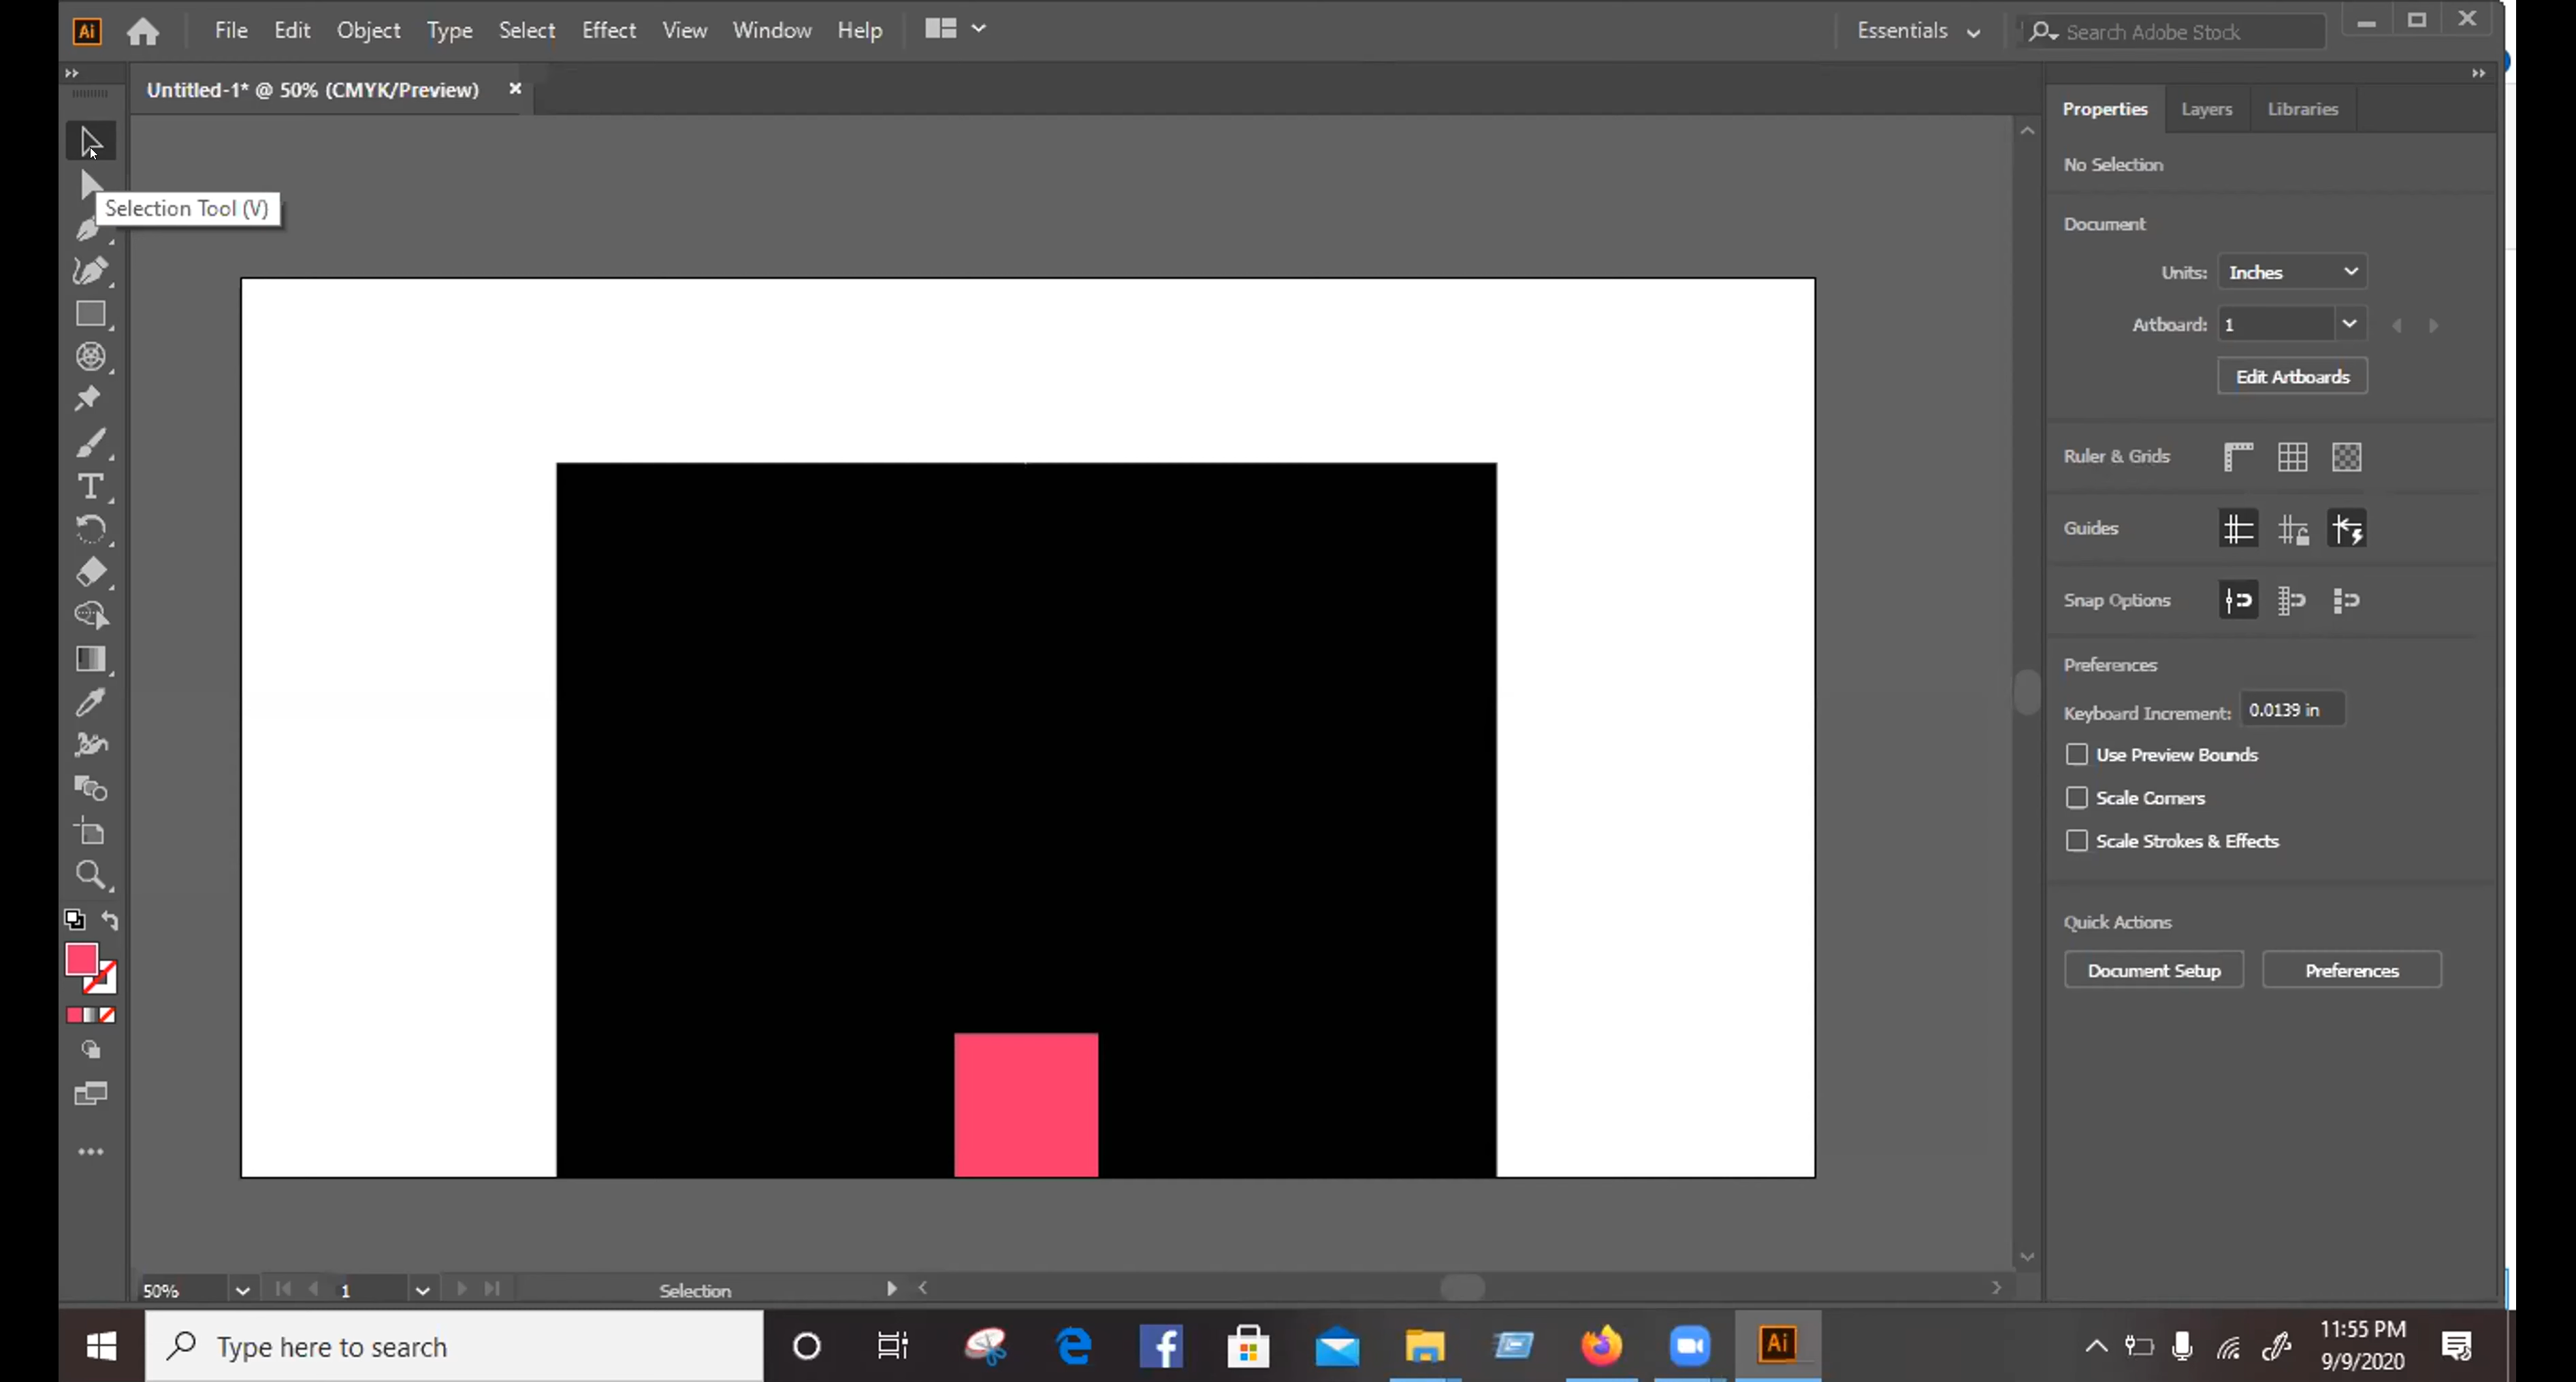 Ai File Edit Object Type Select Effect View Window Help Essentials Search Adobe Stock
Untitled-1* @ 50% (CMYK/Preview)
Selection Tool (V)
Properties Layers Libraries
No Selection
Document
Units: Inches
Artboard: 1
Edit Artboards
Ruler & Grids
Guides
Snap Options
Preferences
Keyboard Increment: 0.0139 in
Use Preview Bounds
Scale Corners
Scale Strokes & Effects
Quick Actions
Document Setup Preferences
50% 1 Selection
Type here to search
Ai
11:55 PM
9/9/2020